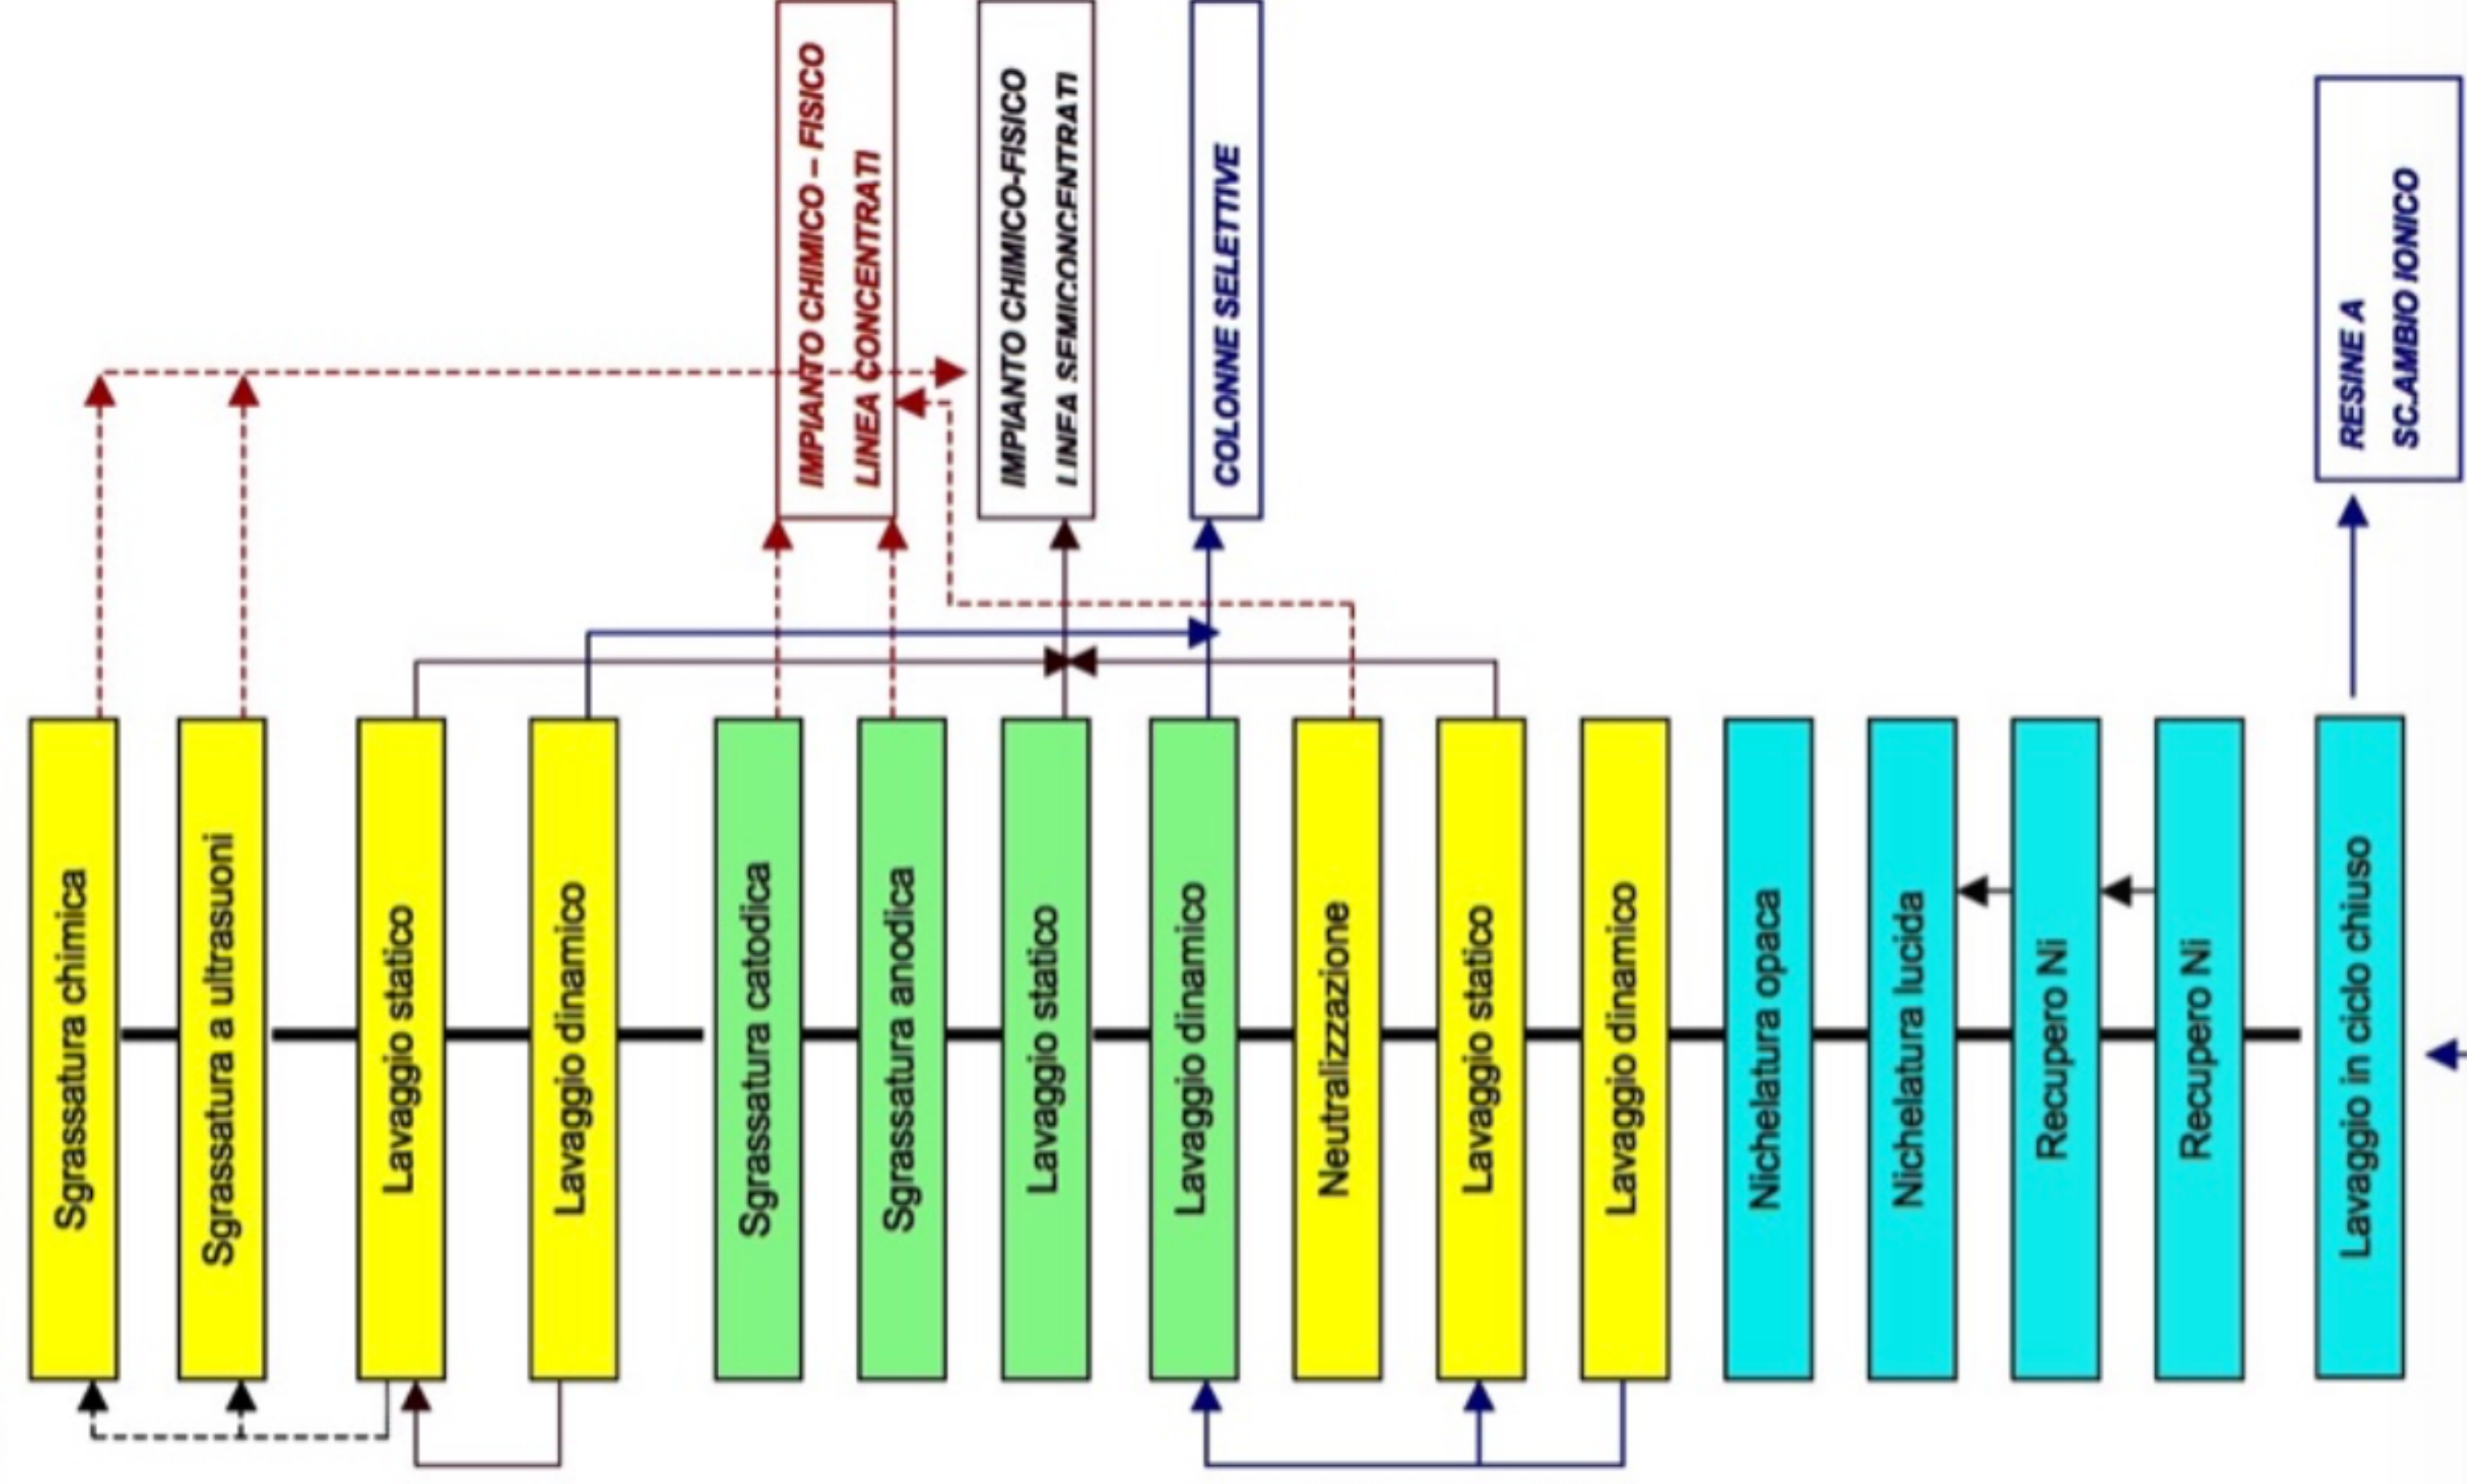 IMPIANTO CHIMICO – FISICO
LINEA CONCENTRATI
IMPIANTO CHIMICO-FISICO
LINEA SEMICONCENTRATI
COLONNE SELETTIVE
RESINE A
SC.AMBIO IONICO
Sgrassatura chimica
Sgrassatura a ultrasuoni
Lavaggio statico
Lavaggio dinamico
Sgrassatura catodica
Sgrassatura anodica
Lavaggio statico
Lavaggio dinamico
Neutralizzazione
Lavaggio statico
Lavaggio dinamico
Nichelatura opaca
Nichelatura lucida
Recupero Ni
Recupero Ni
Lavaggio in ciclo chiuso